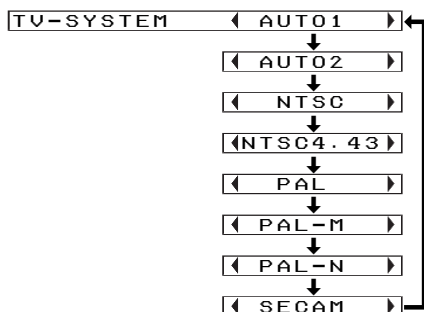 TV-SYSTEM AUTO1
AUTO2
NTSC
NTSC4.43
PAL
PAL-M
PAL-N
SECAM